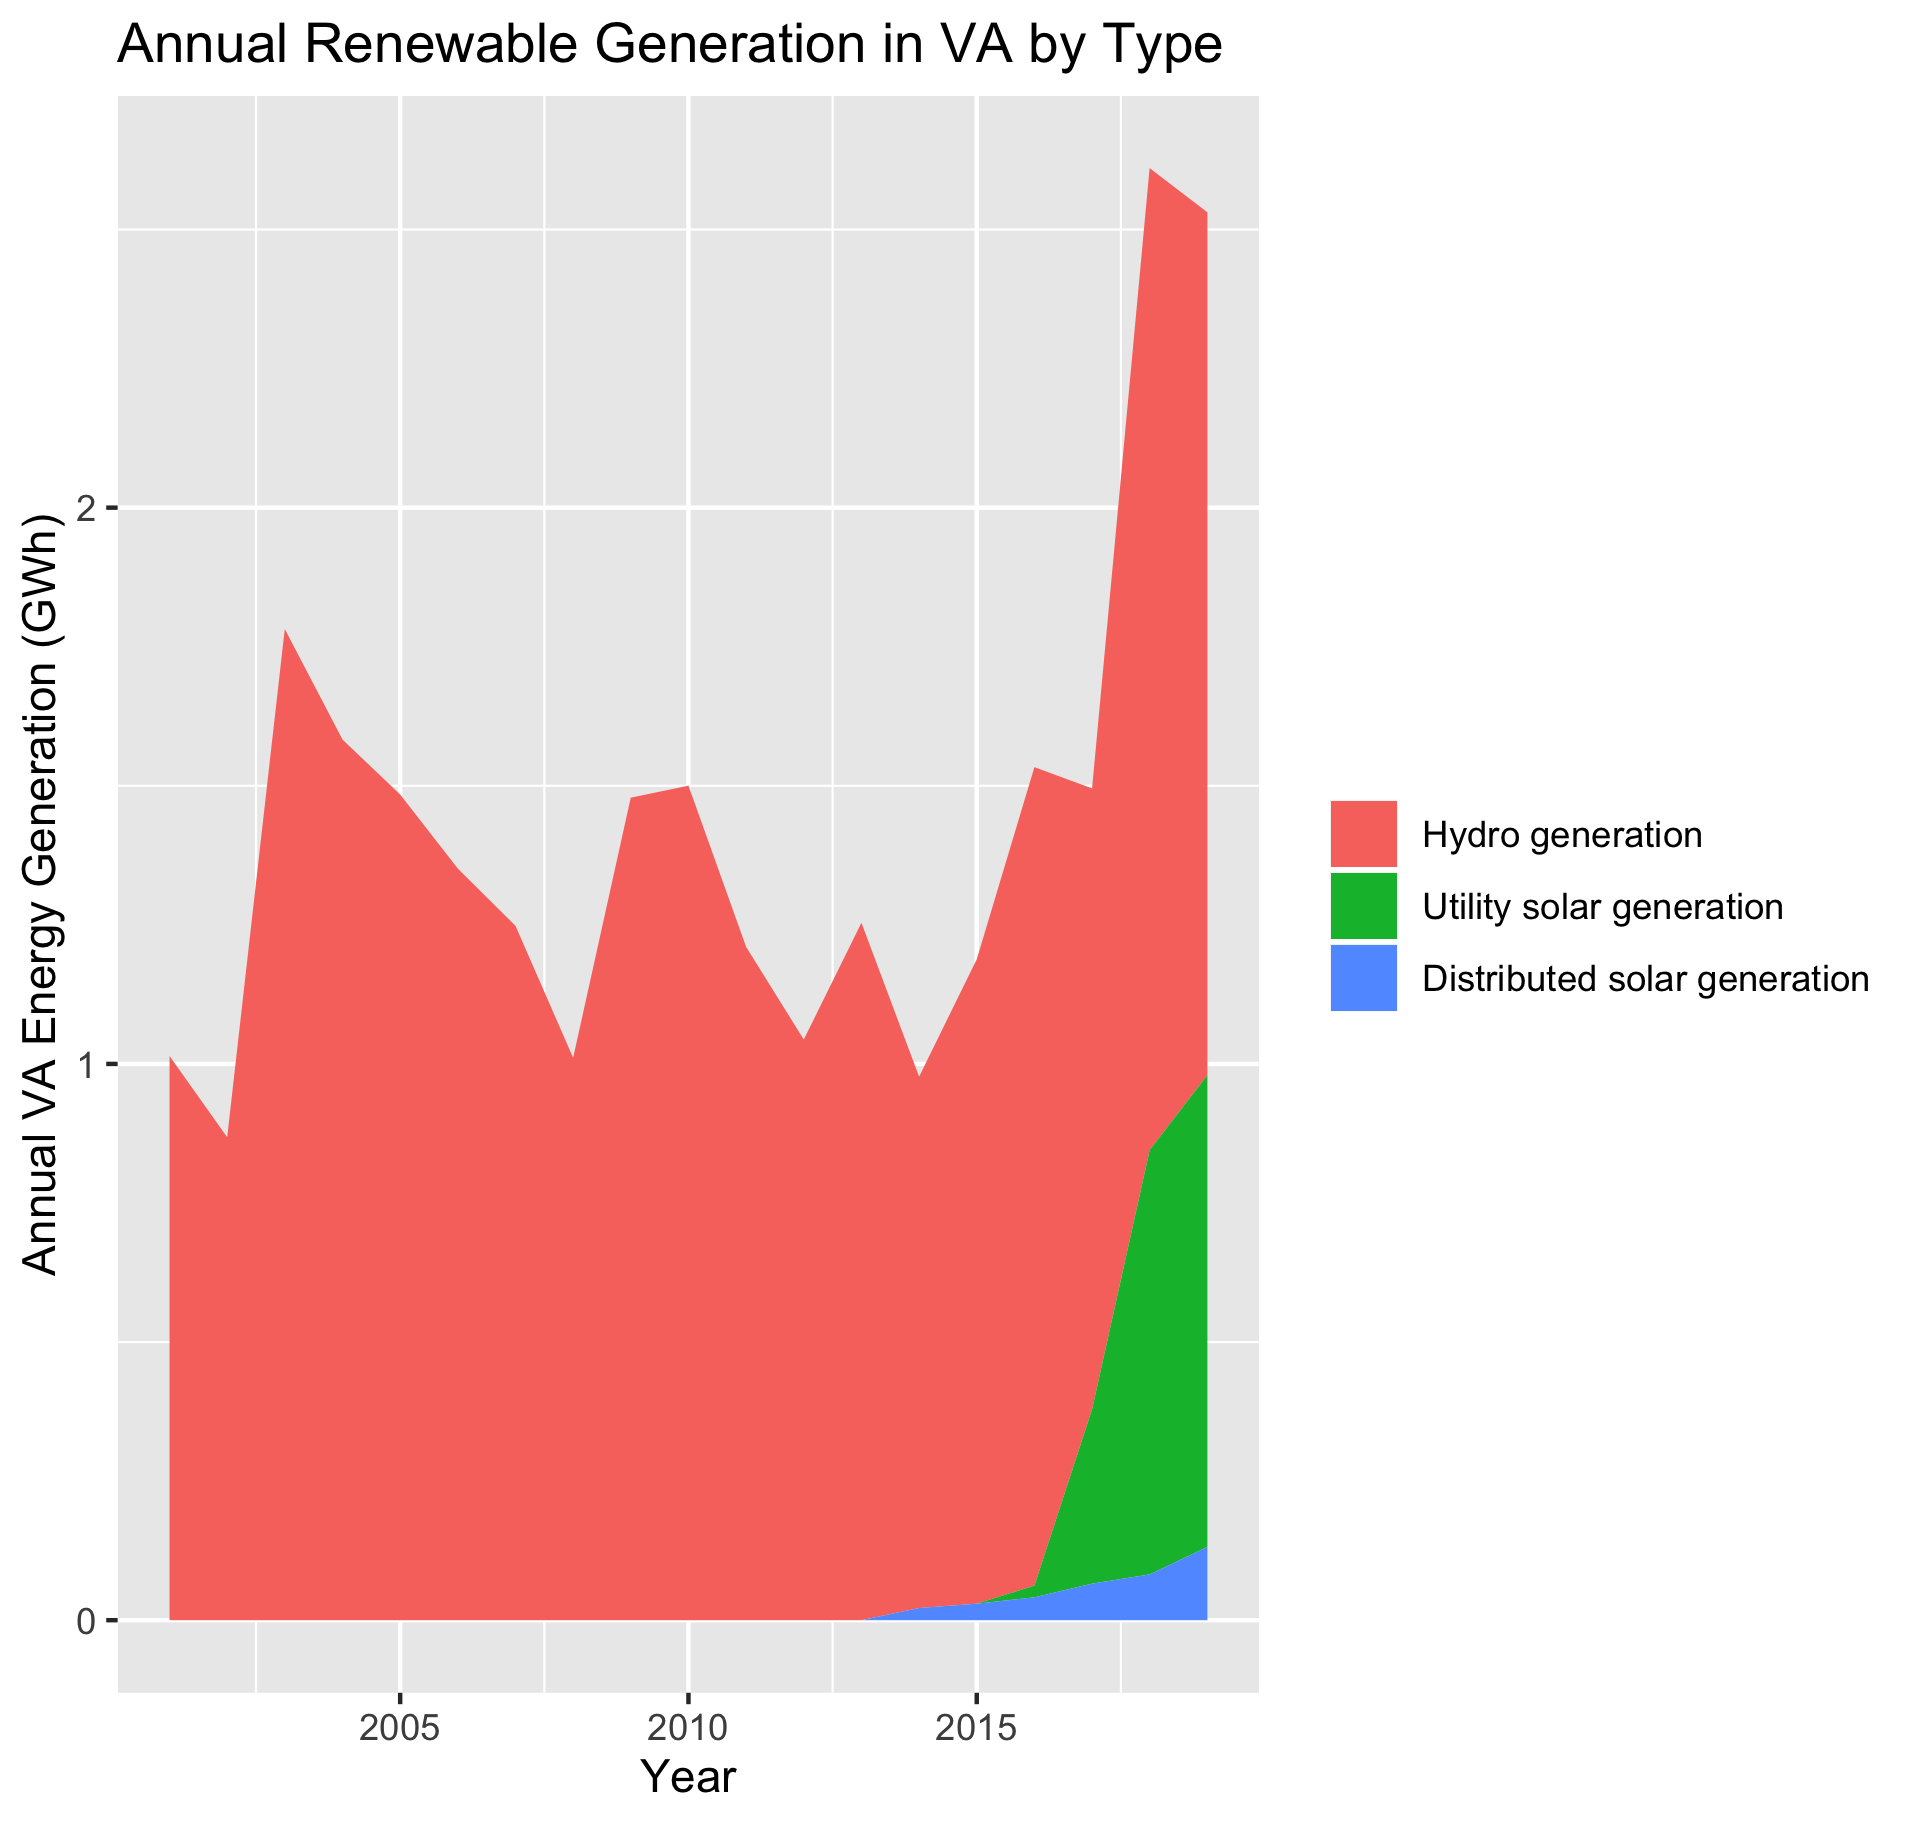 Annual Renewable Generation in VA by Type
Annual VA Energy Generation (GWh)
2
1
0
2005
2010
2015
Year
Hydro generation
Utility solar generation
Distributed solar generation